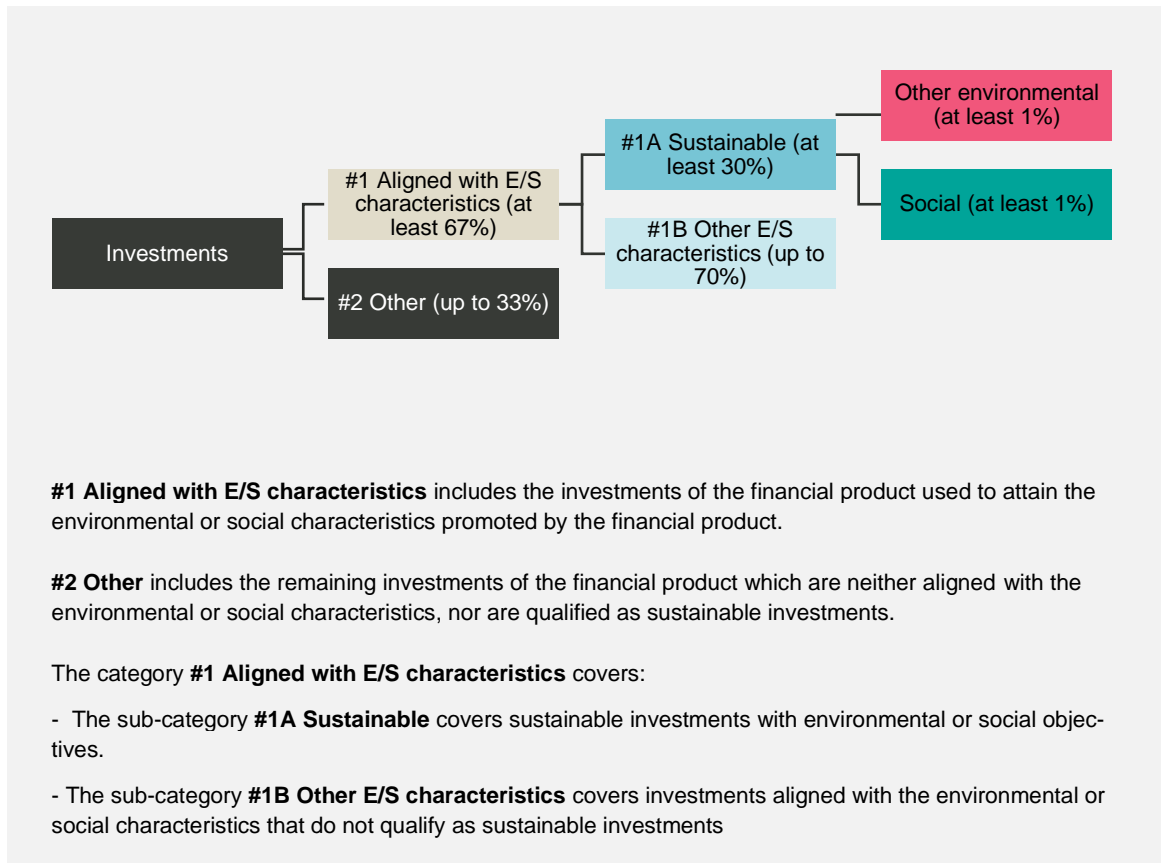 Other environmental
(at least 1%)
#1A Sustainable (at
least 30%)
#1 Aligned with E/S
characteristics (at
least 67%)
Social (at least 1%)
Investments
#1B Other E/S
characteristics (up to
70%)
#2 Other (up to 33%)
#1 Aligned with E/S characteristics includes the investments of the financial product used to attain the
environmental or social characteristics promoted by the financial product.
#2 Other includes the remaining investments of the financial product which are neither aligned with the
environmental or social characteristics, nor are qualified as sustainable investments.
The category #1 Aligned with E/S characteristics covers:
- The sub-category #1A Sustainable covers sustainable investments with environmental or social objec-
tives.
- The sub-category #1B Other E/S characteristics covers investments aligned with the environmental or
social characteristics that do not qualify as sustainable investments